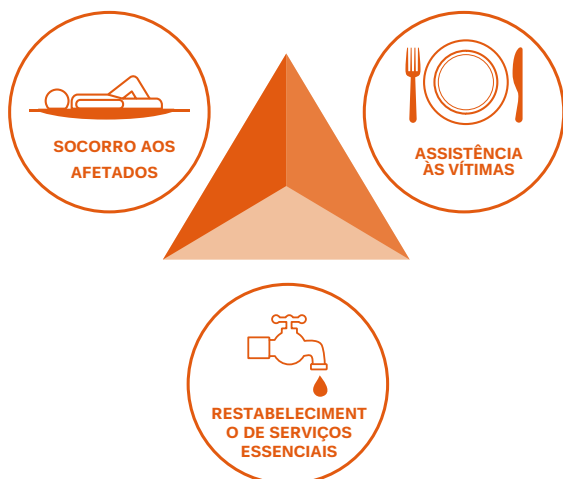 SOCORRO AOS
AFETADOS
ASSISTÊNCIA
ÀS VÍTIMAS
RESTABELECIMENT
O DE SERVIÇOS
ESSENCIAIS